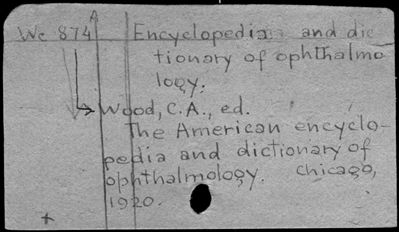 We 874 Encyclopedia and dic
tionary of ophthalmo
logy.
Wood, C.A., ed.
The American encyclo-
pedia and dictionary of
ophthalmology. Chicago,
1920.
+